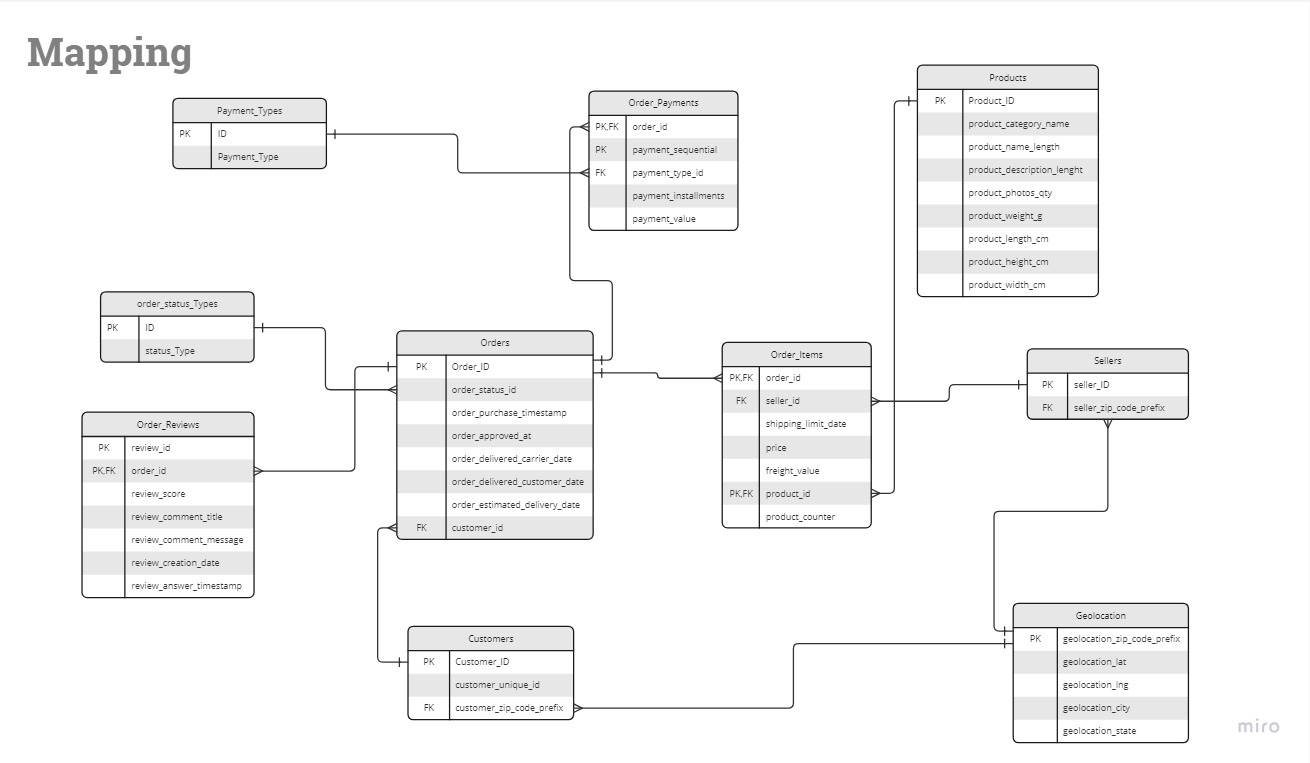 Mapping
Payment_Types
PK ID
Payment_Type
Order_Payments
PK,FK order_id
PK payment_sequential
FK payment_type_id
payment_installments
payment_value
Products
PK Product_ID
product_category_name
product_name_length
product_description_lenght
product_photos_qty
product_weight_g
product_length_cm
product_height_cm
product_width_cm
order_status_Types
PK ID
status_Type
Orders
PK Order_ID
order_status_id
order_purchase_timestamp
order_approved_at
order_delivered_carrier_date
order_delivered_customer_date
order_estimated_delivery_date
FK customer_id
Order_Items
PK,FK order_id
FK seller_id
shipping_limit_date
price
freight_value
PK,FK product_id
product_counter
Sellers
PK seller_ID
FK seller_zip_code_prefix
Order_Reviews
PK review_id
PK,FK order_id
review_score
review_comment_title
review_comment_message
review_creation_date
review_answer_timestamp
Customers
PK Customer_ID
customer_unique_id
FK customer_zip_code_prefix
Geolocation
PK geolocation_zip_code_prefix
geolocation_lat
geolocation_lng
geolocation_city
geolocation_state
miro